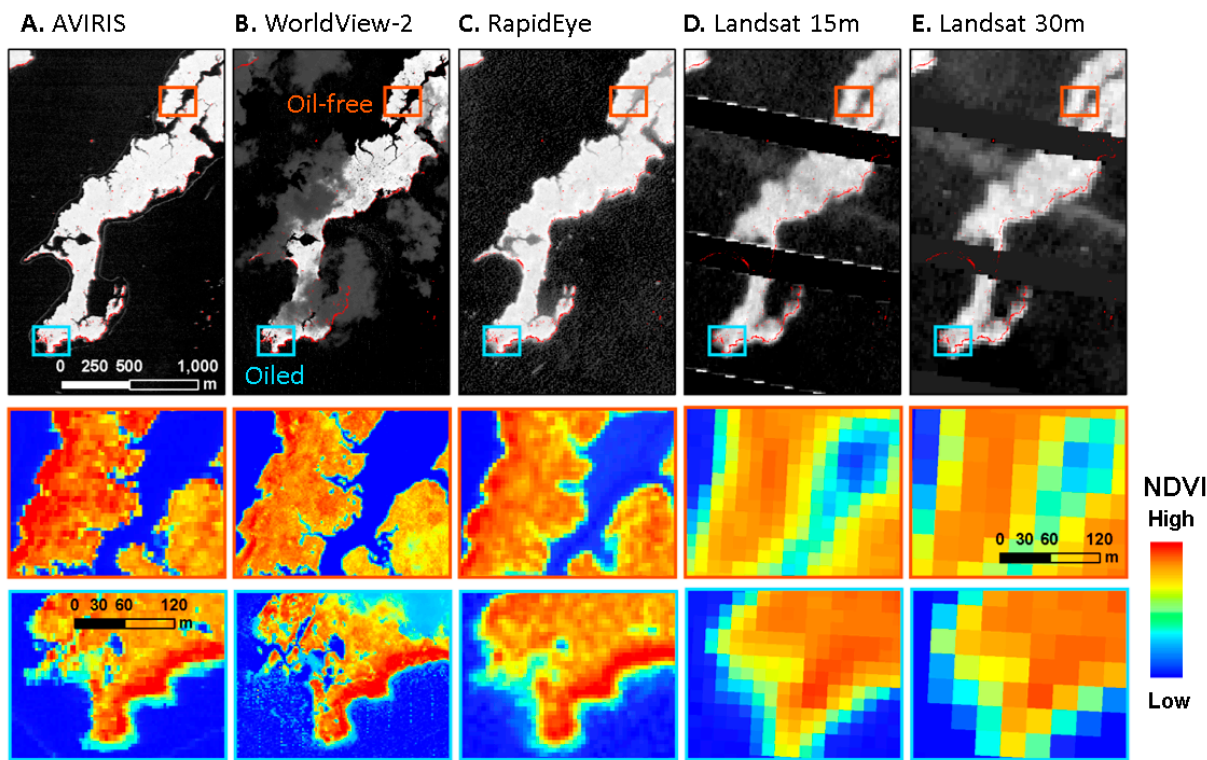 A. AVIRIS
B. WorldView-2
C. RapidEye
D. Landsat 15m
E. Landsat 30m
Oil-free
Oiled
0 250 500 1,000
m
NDVI
High
0 30 60 120
m
0 30 60 120
m
Low